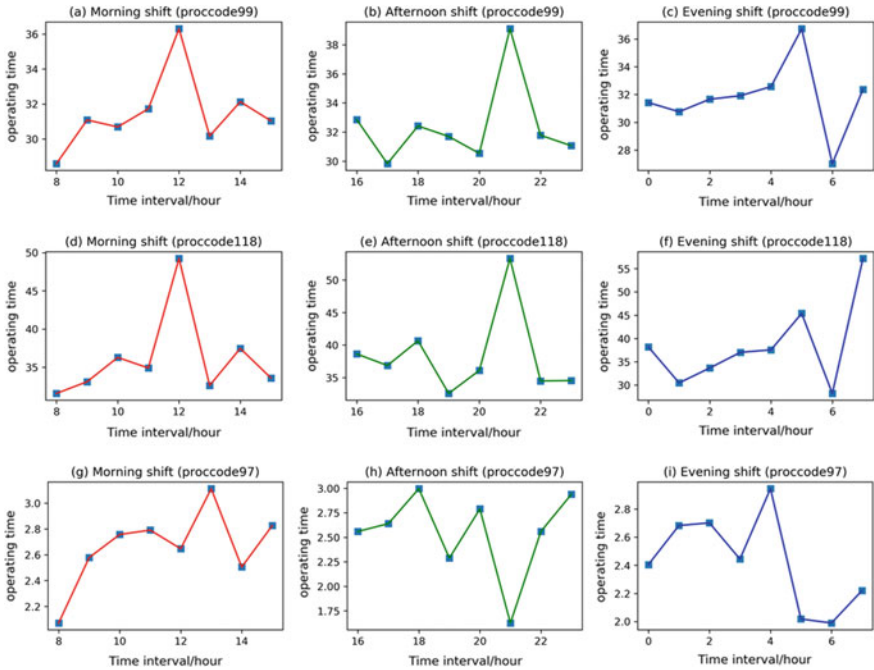 (a) Morning shift (proccode99)
operating time
36
34
32
30
8
10
12
14
Time interval/hour
(b) Afternoon shift (proccode99)
operating time
38
36
34
32
30
16
18
20
22
Time interval/hour
(c) Evening shift (proccode99)
operating time
36
34
32
30
28
0
2
4
6
Time interval/hour
(d) Morning shift (proccode118)
operating time
50
45
40
35
8
10
12
14
Time interval/hour
(e) Afternoon shift (proccode118)
operating time
50
45
40
35
16
18
20
22
Time interval/hour
(f) Evening shift (proccode118)
operating time
55
50
45
40
35
30
0
2
4
6
Time interval/hour
(g) Morning shift (proccode97)
operating time
3.0
2.8
2.6
2.4
2.2
8
10
12
14
Time interval/hour
(h) Afternoon shift (proccode97)
operating time
3.00
2.75
2.50
2.25
2.00
1.75
16
18
20
22
Time interval/hour
(i) Evening shift (proccode97)
operating time
2.8
2.6
2.4
2.2
2.0
0
2
4
6
Time interval/hour